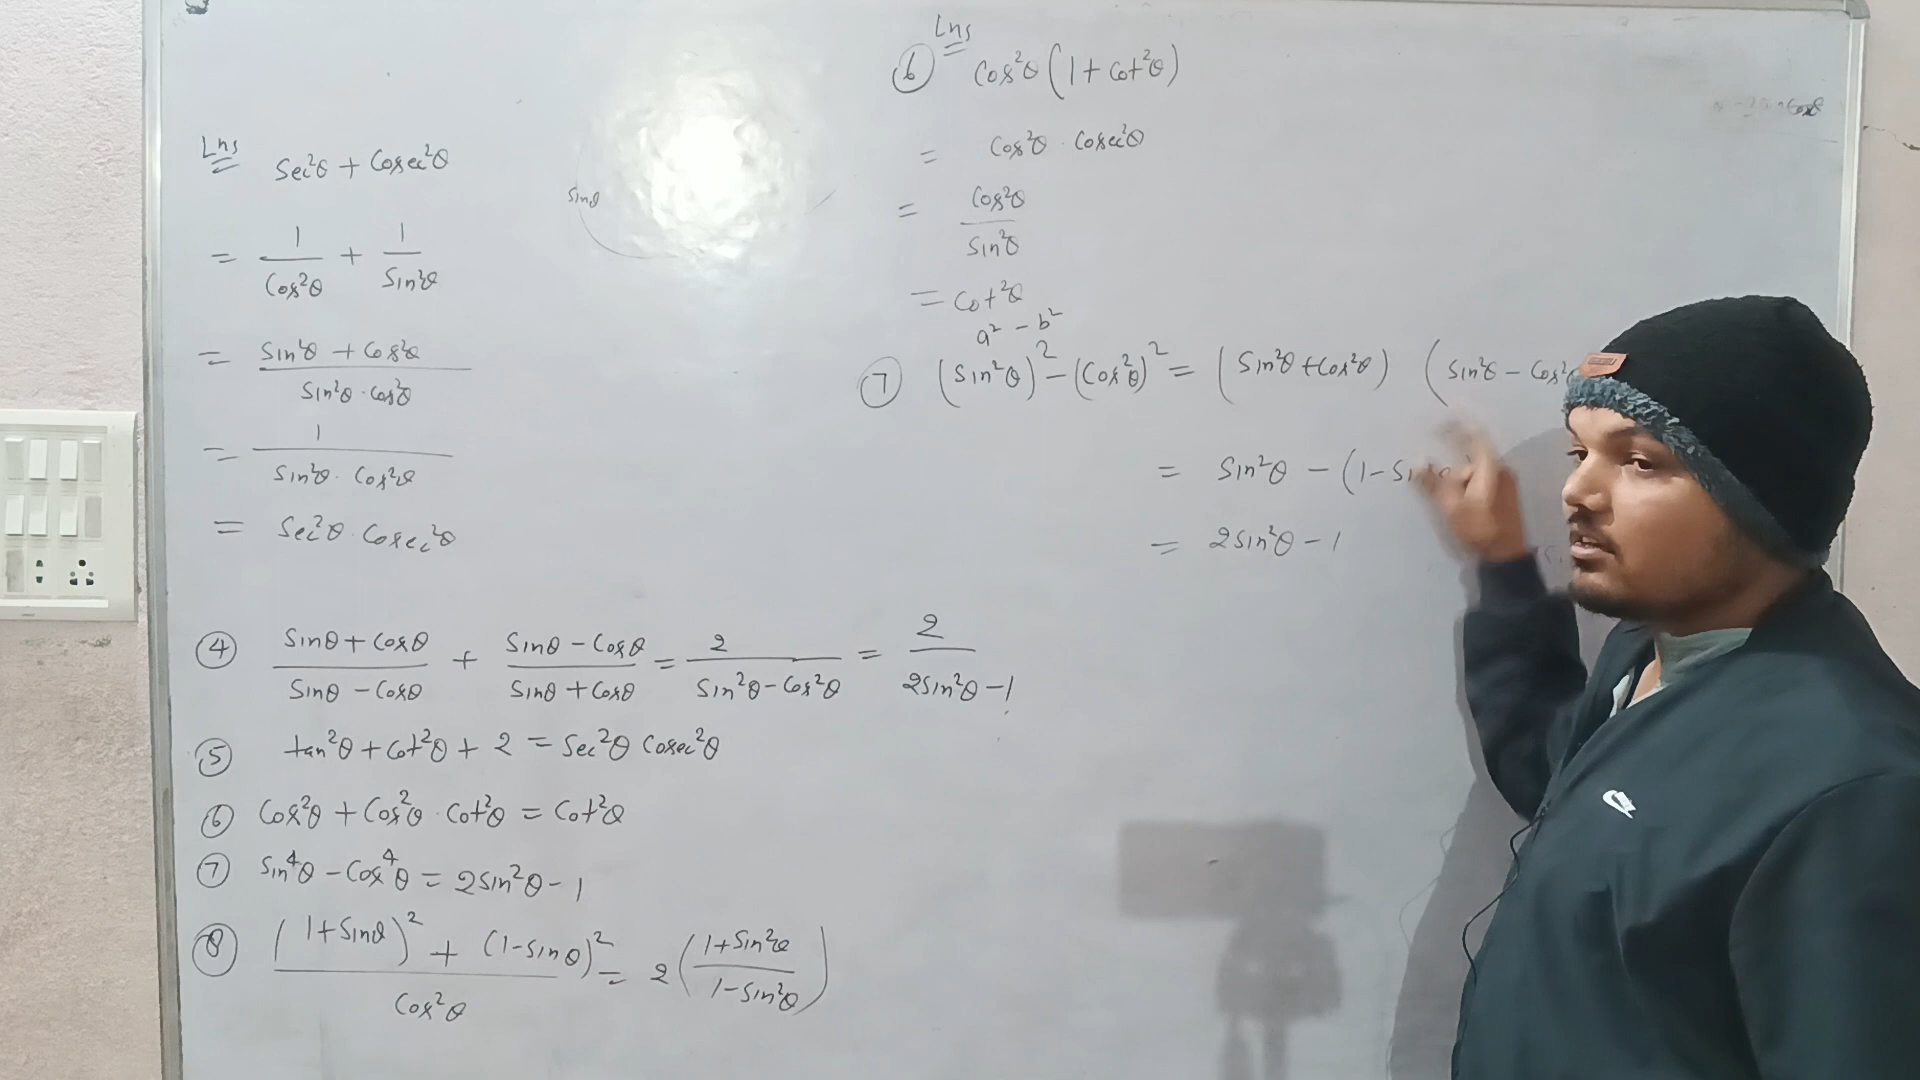 Lns
sec²θ + cosec²θ
= 1/cos²θ + 1/sin²θ
= (sin²θ + cos²θ)/(sin²θ · cos²θ)
= 1/(sin²θ · cos²θ)
= sec²θ · cosec²θ
sinθ
Lns
⑥ cos²θ (1 + cot²θ)
= cos²θ · cosec²θ
= cos²θ/sin²θ
= cot²θ
a² - b²
⑦ (sin²θ)² - (cos²θ)² = (sin²θ + cos²θ) (sin²θ - cos²
= sin²θ - (1 -
= 2sin²θ - 1
④ (sinθ + cosθ)/(sinθ - cosθ) + (sinθ - cosθ)/(sinθ + cosθ) = 2/(sin²θ - cos²θ) = 2/(2sin²θ - 1)
⑤ tan²θ + cot²θ + 2 = sec²θ cosec²θ
⑥ cos²θ + cos²θ · cot²θ = cot²θ
⑦ sin⁴θ - cos⁴θ = 2sin²θ - 1
⑧ ((1 + sinθ)² + (1 - sinθ)²)/cos²θ = 2((1 + sin²θ)/(1 - sin²θ))